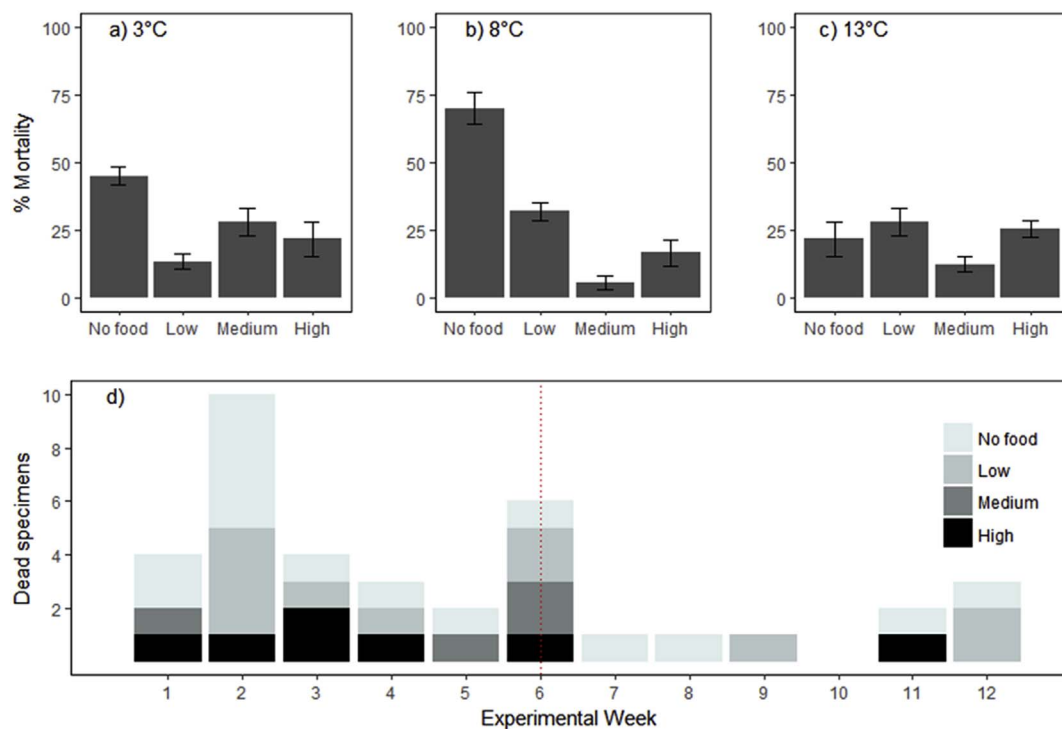 a) 3°C
b) 8°C
c) 13°C
% Mortality
100
75
50
25
0
100
75
50
25
0
100
75
50
25
0
No food Low Medium High
No food Low Medium High
No food Low Medium High
d)
Dead specimens
10
8
6
4
2
No food
Low
Medium
High
1 2 3 4 5 6 7 8 9 10 11 12
Experimental Week